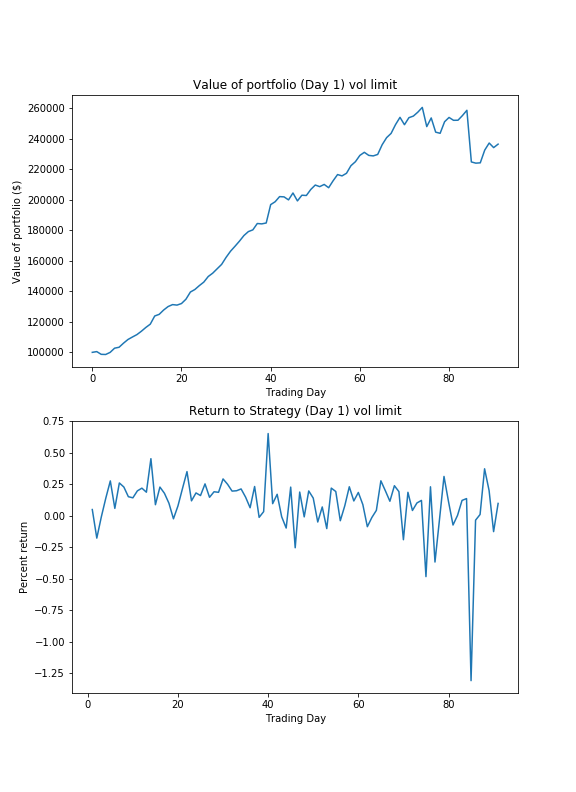 Value of portfolio (Day 1) vol limit
260000
240000
220000
200000
180000
160000
140000
120000
100000
Value of portfolio ($)
0 20 40 60 80
Trading Day
Return to Strategy (Day 1) vol limit
0.75
0.50
0.25
0.00
−0.25
−0.50
−0.75
−1.00
−1.25
Percent return
0 20 40 60 80
Trading Day